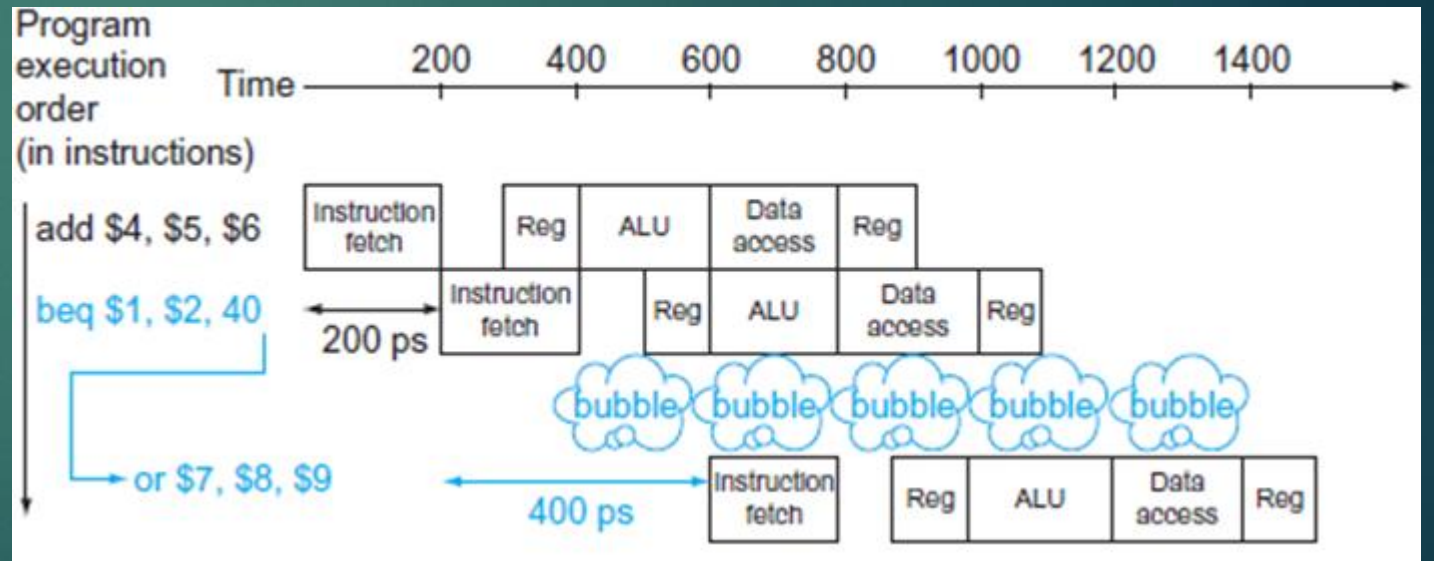 Program
execution
order
(in instructions)
Time
200 400 600 800 1000 1200 1400
add $4, $5, $6
Instruction
fetch
Reg
ALU
Data
access
Reg
beq $1, $2, 40
200 ps
Instruction
fetch
Reg
ALU
Data
access
Reg
bubble bubble bubble bubble bubble
or $7, $8, $9
400 ps
Instruction
fetch
Reg
ALU
Data
access
Reg